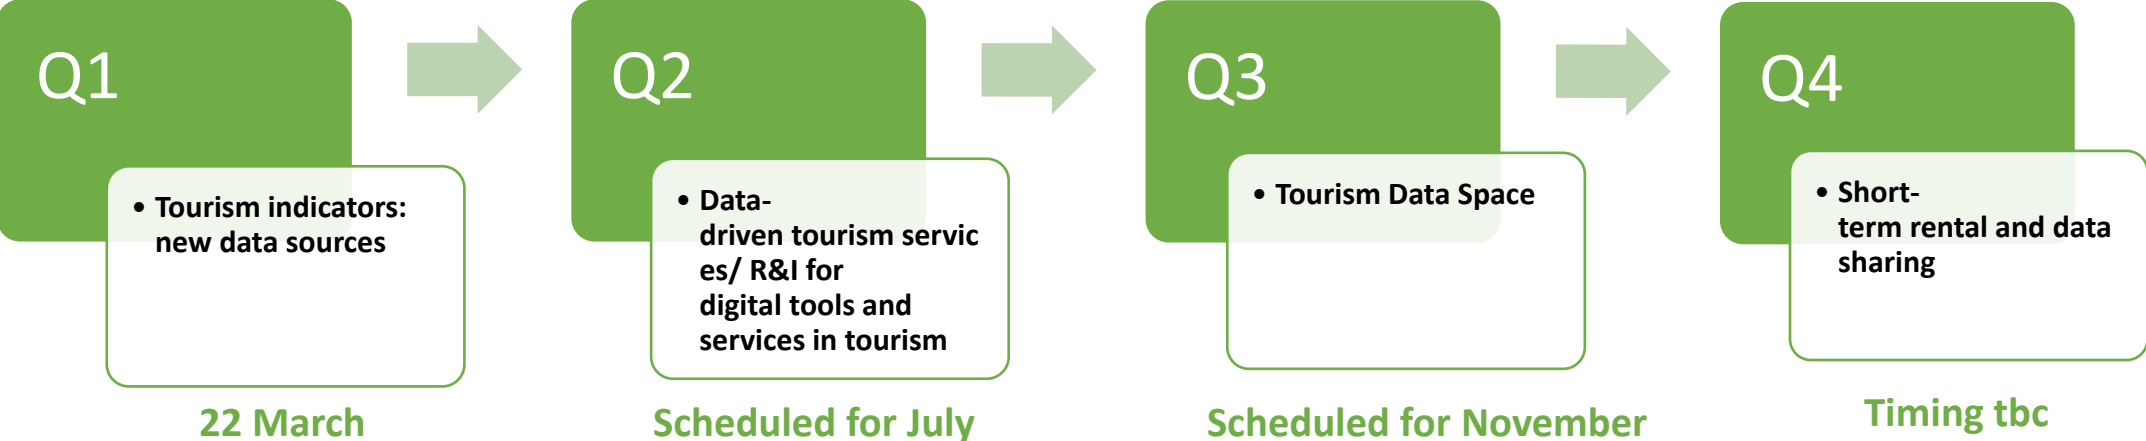 Q1
• Tourism indicators:
new data sources
22 March
Q2
• Data-
driven tourism servic
es/ R&I for
digital tools and
services in tourism
Scheduled for July
Q3
• Tourism Data Space
Scheduled for November
Q4
• Short-
term rental and data
sharing
Timing tbc